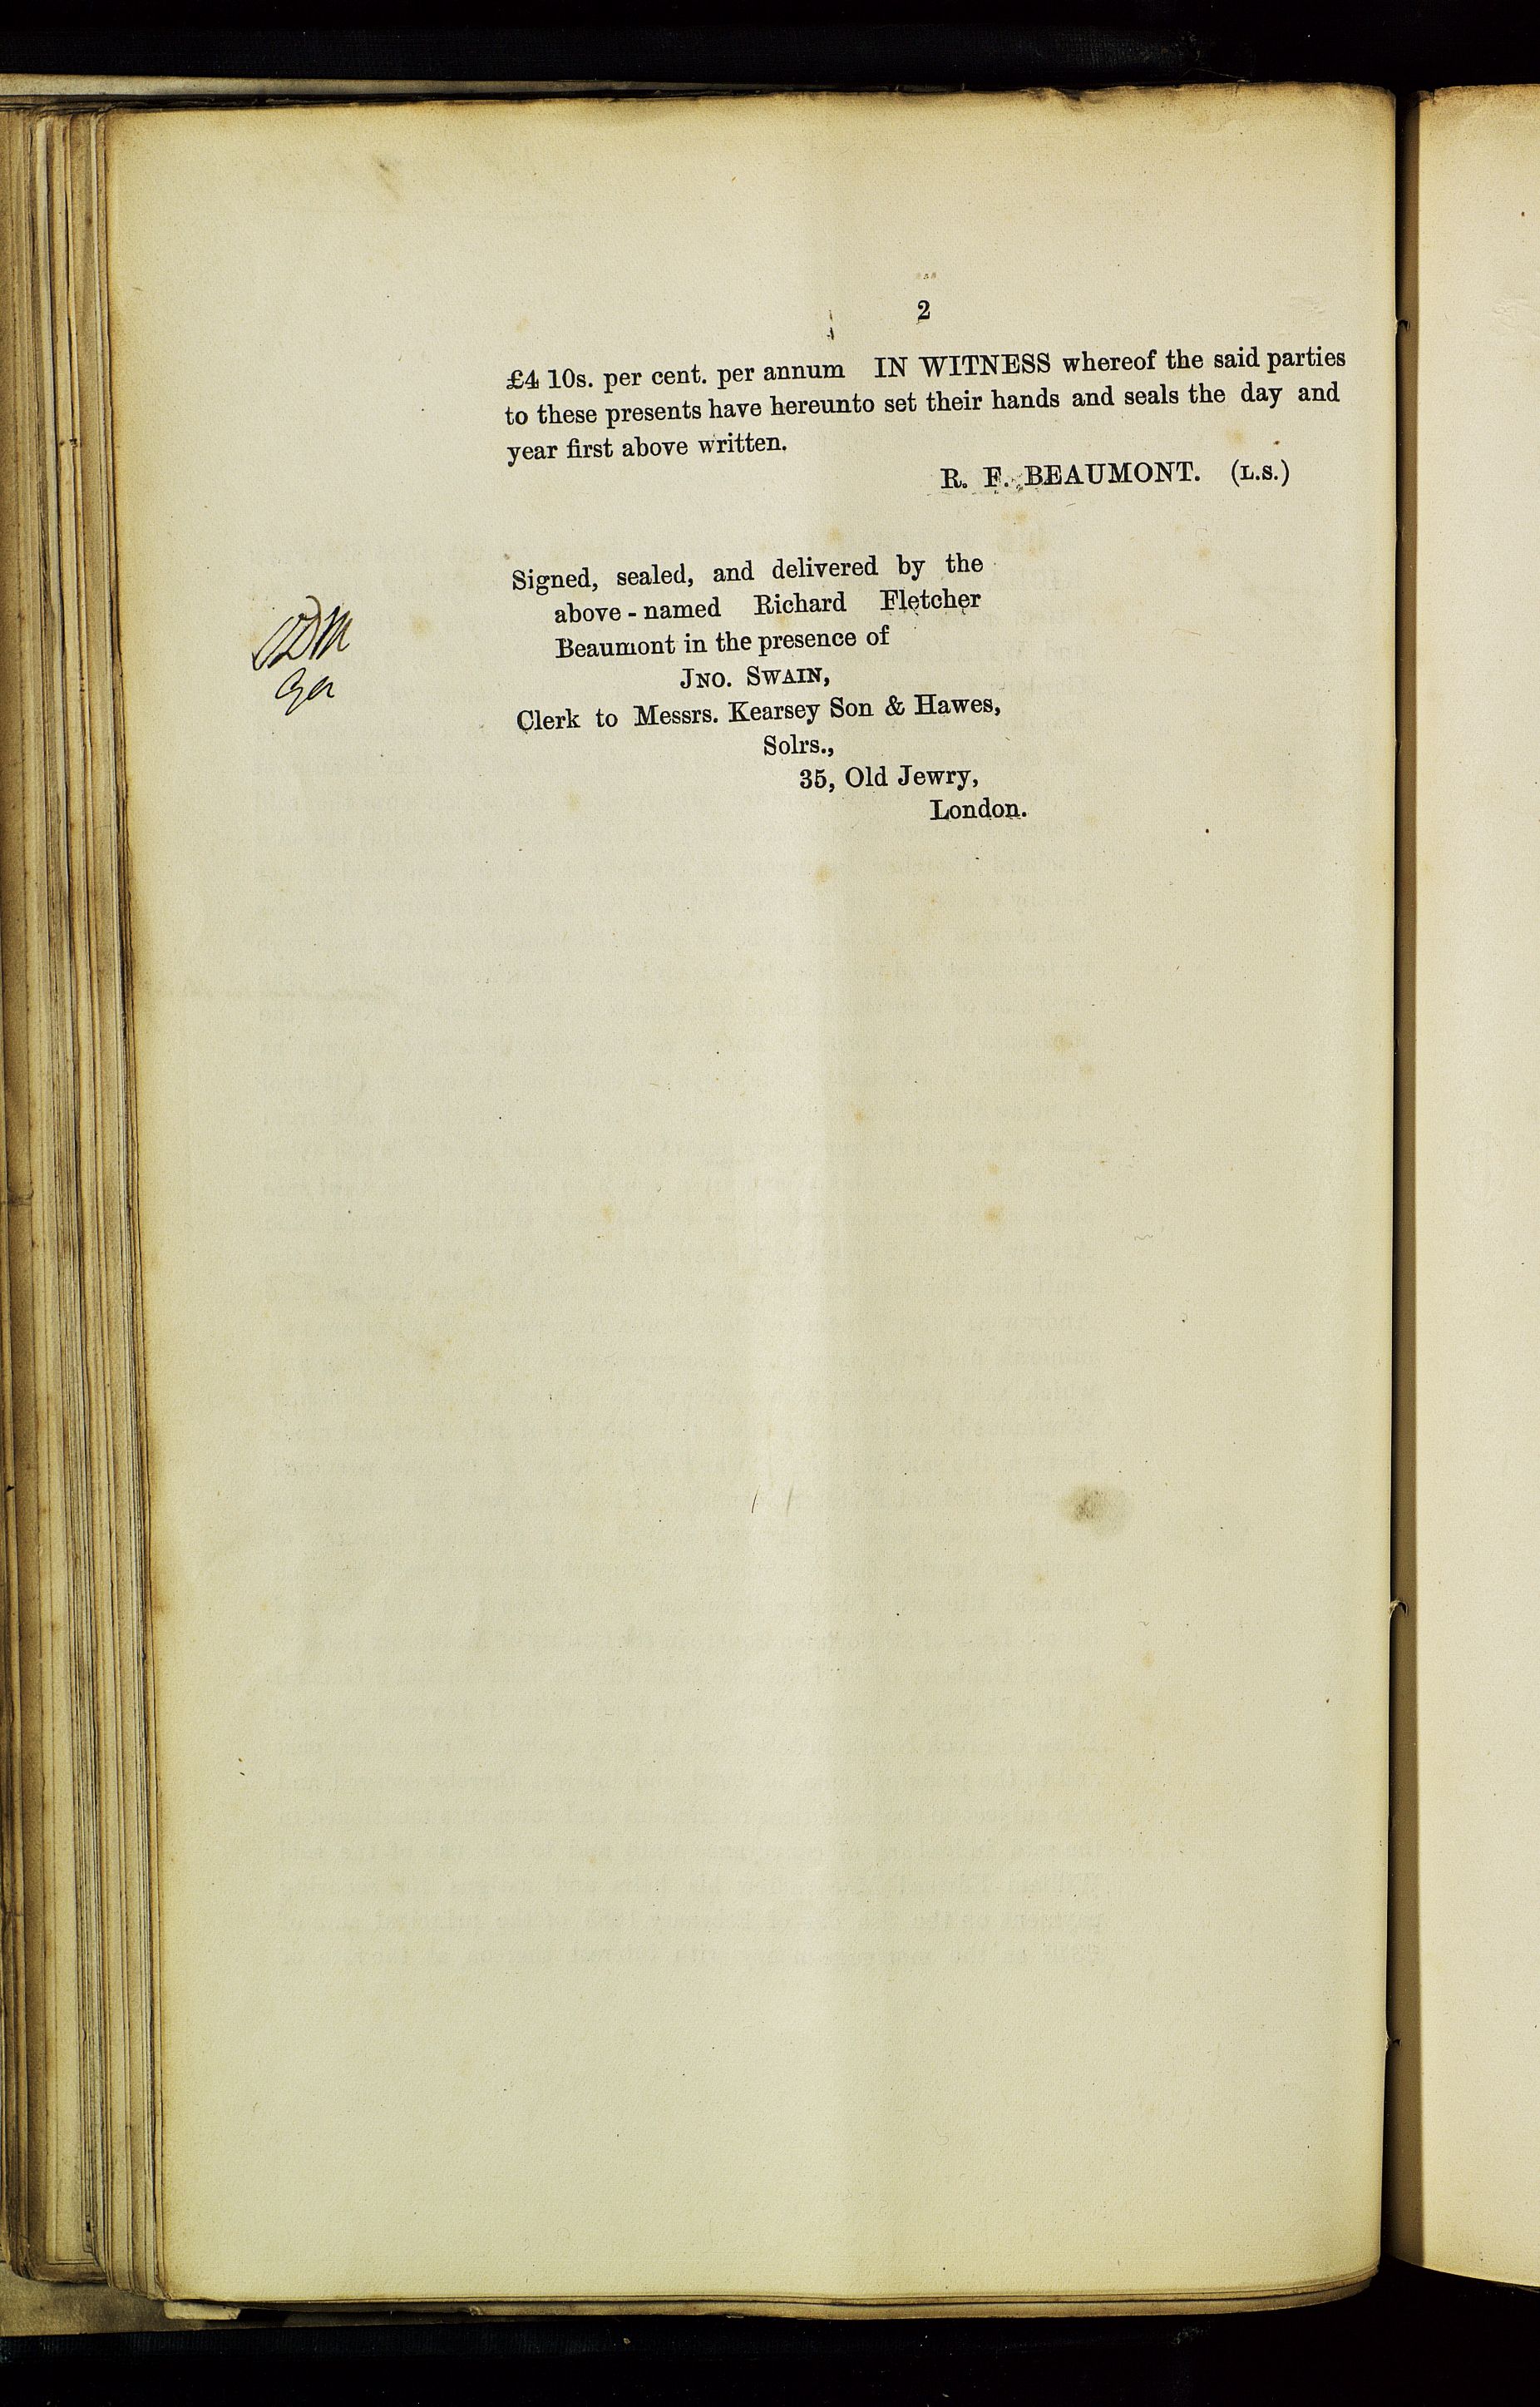 2
£4 10s. per cent. per annum IN WITNESS whereof the said parties
to these presents have hereunto set their hands and seals the day and
year first above written.
R. F. BEAUMONT. (L.S.)
Signed, sealed, and delivered by the
above-named Richard Fletcher
Beaumont in the presence of
JNO. SWAIN,
Clerk to Messrs. Kearsey Son & Hawes,
Solrs.,
35, Old Jewry,
London.